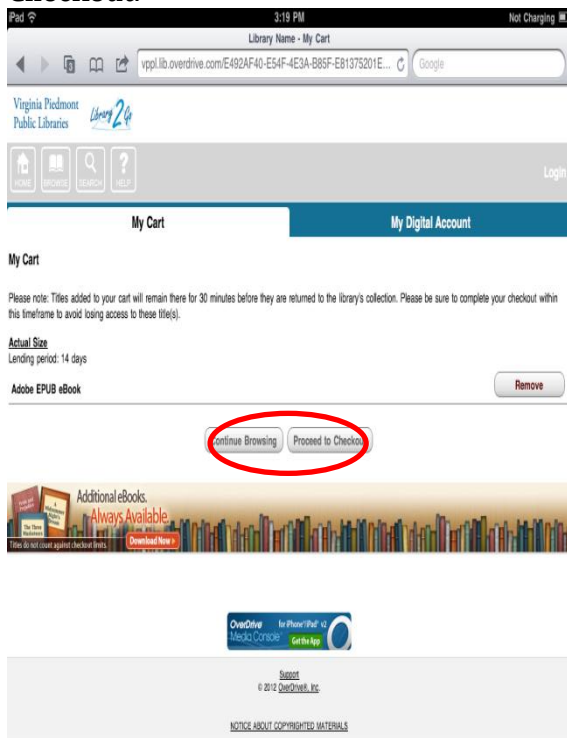 Checkout.
iPad 3:19 PM Not Charging
Library Name - My Cart
vppl.lib.overdrive.com/E492AF40-E54F-4E3A-B85F-E81375201E... Google
Virginia Piedmont
Public Libraries
Library 2 Go
HOME BROWSE SEARCH HELP
Login
My Cart My Digital Account
My Cart
Please note: Titles added to your cart will remain there for 30 minutes before they are returned to the library's collection. Please be sure to complete your checkout within
this timeframe to avoid losing access to these title(s).
Actual Size
Lending period: 14 days
Adobe EPUB eBook Remove
Continue Browsing Proceed to Checkout
Additional eBooks.
Always Available.
Titles do not count against checkout limits. Download Now »
OverDrive for iPhone®/iPad® v2
Media Console™ Get the App
Support
© 2012 OverDrive®, Inc.
NOTICE ABOUT COPYRIGHTED MATERIALS